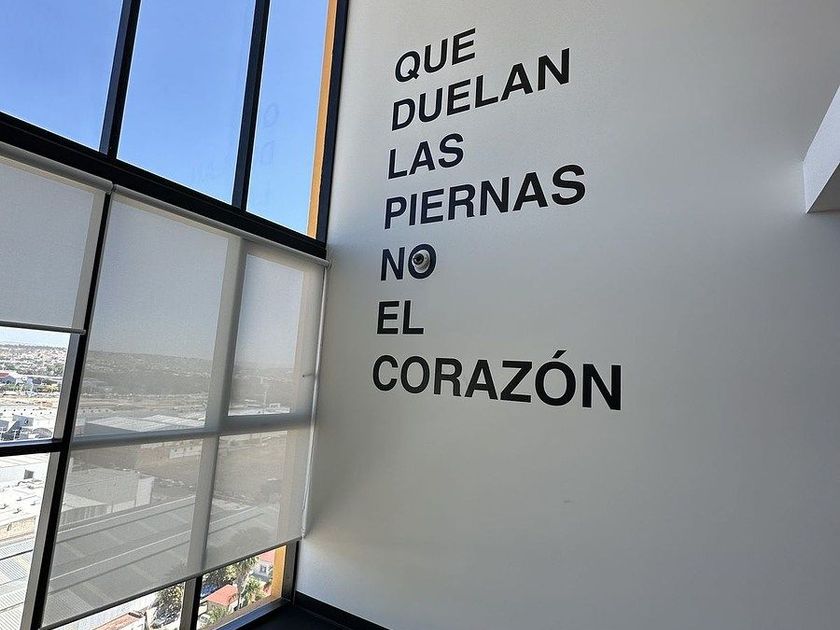 QUE
DUELAN
LAS
PIERNAS
NO
EL
CORAZÓN